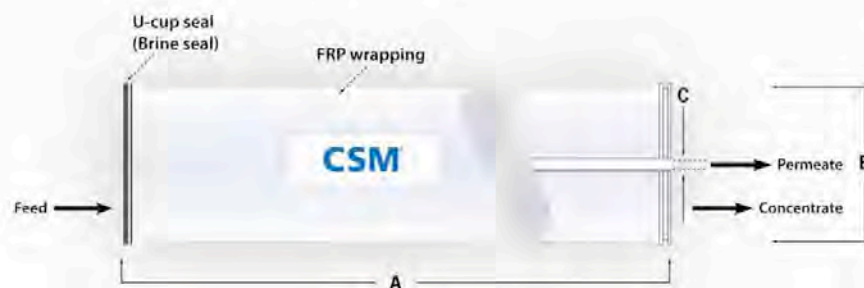 U-cup seal
(Brine seal)
FRP wrapping
C
CSM
Permeate
B
Feed
Concentrate
A